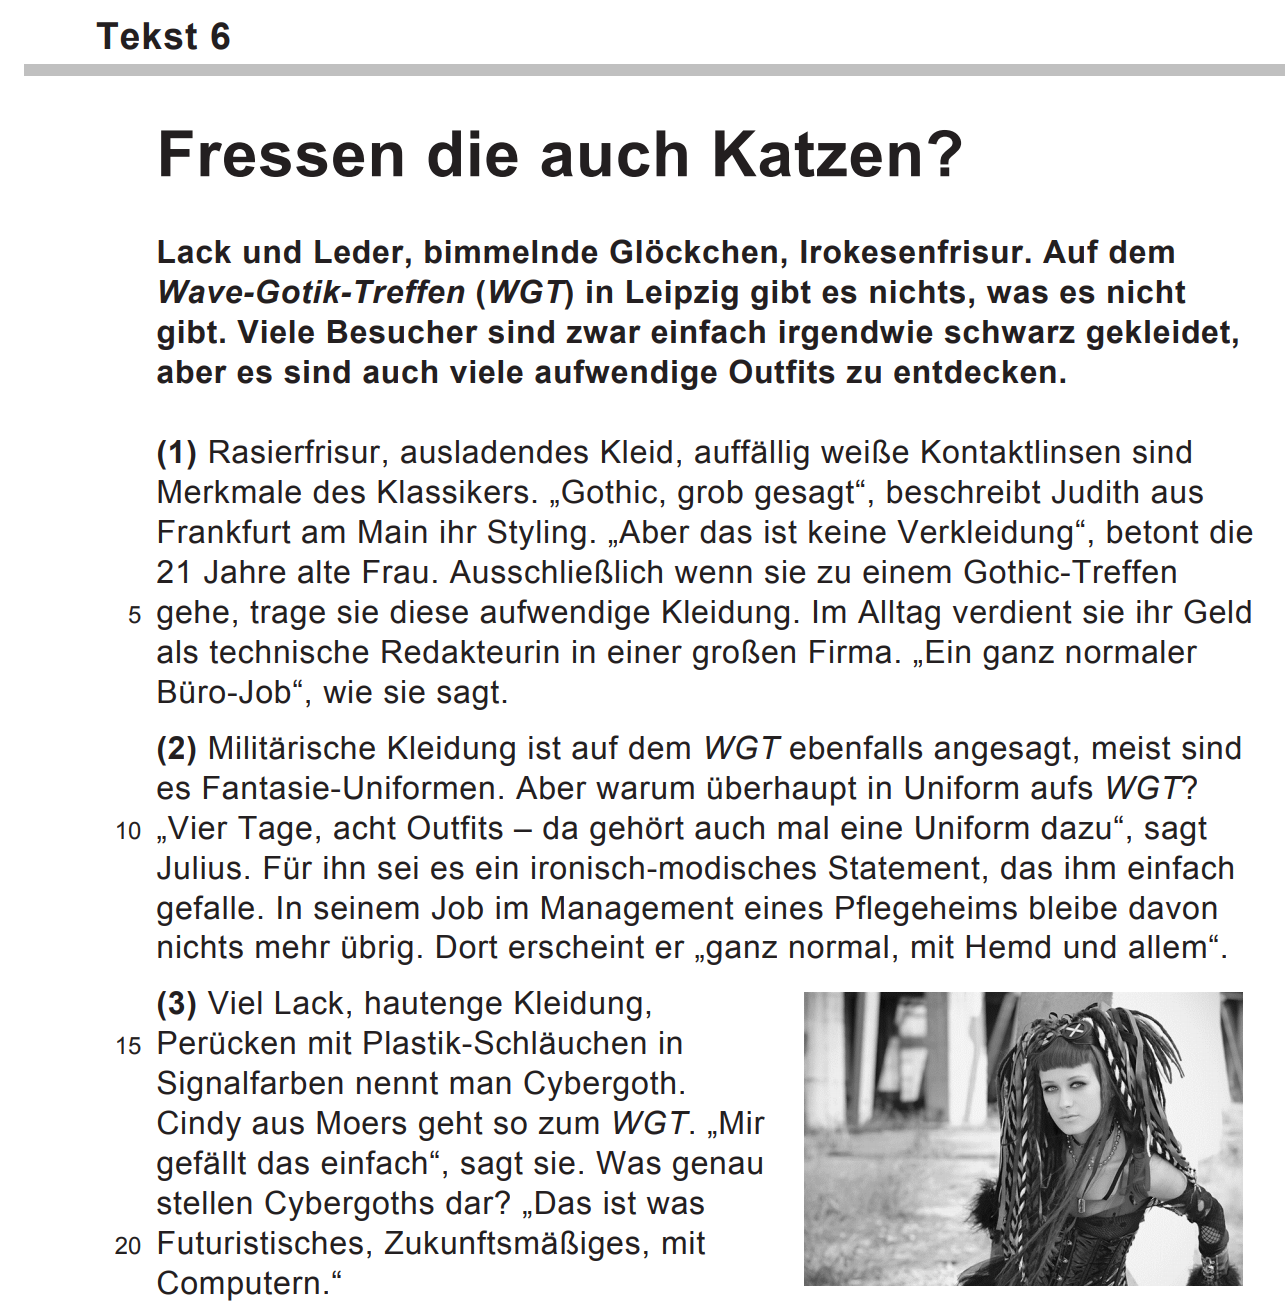 Tekst 6
Fressen die auch Katzen?
Lack und Leder, bimmelnde Glöckchen, Irokesenfrisur. Auf dem
Wave-Gotik-Treffen (WGT) in Leipzig gibt es nichts, was es nicht
gibt. Viele Besucher sind zwar einfach irgendwie schwarz gekleidet,
aber es sind auch viele aufwendige Outfits zu entdecken.
(1) Rasierfrisur, ausladendes Kleid, auffällig weiße Kontaktlinsen sind
Merkmale des Klassikers. „Gothic, grob gesagt“, beschreibt Judith aus
Frankfurt am Main ihr Styling. „Aber das ist keine Verkleidung“, betont die
21 Jahre alte Frau. Ausschließlich wenn sie zu einem Gothic-Treffen
5 gehe, trage sie diese aufwendige Kleidung. Im Alltag verdient sie ihr Geld
als technische Redakteurin in einer großen Firma. „Ein ganz normaler
Büro-Job“, wie sie sagt.
(2) Militärische Kleidung ist auf dem WGT ebenfalls angesagt, meist sind
es Fantasie-Uniformen. Aber warum überhaupt in Uniform aufs WGT?
10 „Vier Tage, acht Outfits – da gehört auch mal eine Uniform dazu“, sagt
Julius. Für ihn sei es ein ironisch-modisches Statement, das ihm einfach
gefalle. In seinem Job im Management eines Pflegeheims bleibe davon
nichts mehr übrig. Dort erscheint er „ganz normal, mit Hemd und allem“.
(3) Viel Lack, hautenge Kleidung,
15 Perücken mit Plastik-Schläuchen in
Signalfarben nennt man Cybergoth.
Cindy aus Moers geht so zum WGT. „Mir
gefällt das einfach“, sagt sie. Was genau
stellen Cybergoths dar? „Das ist was
20 Futuristisches, Zukunftsmäßiges, mit
Computern.“